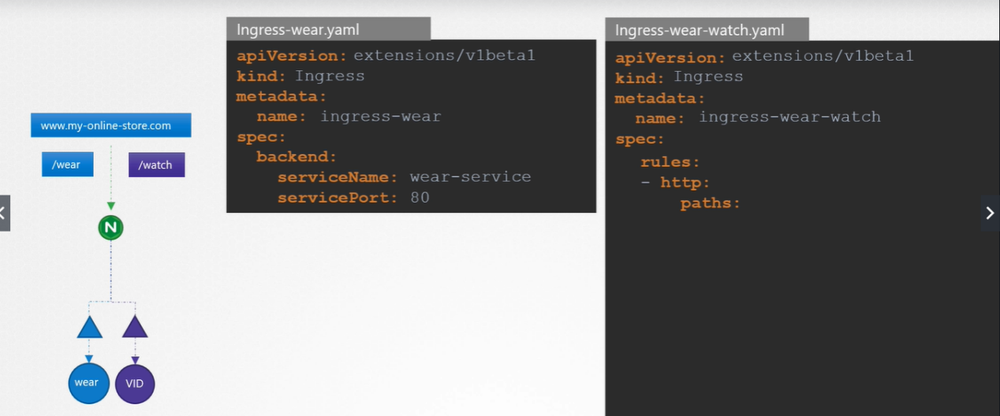 www.my-online-store.com
/wear
/watch
N
wear
VID
Ingress-wear.yaml
apiVersion: extensions/v1beta1
kind: Ingress
metadata:
  name: ingress-wear
spec:
  backend:
    serviceName: wear-service
    servicePort: 80
Ingress-wear-watch.yaml
apiVersion: extensions/v1beta1
kind: Ingress
metadata:
  name: ingress-wear-watch
spec:
  rules:
  - http:
      paths: